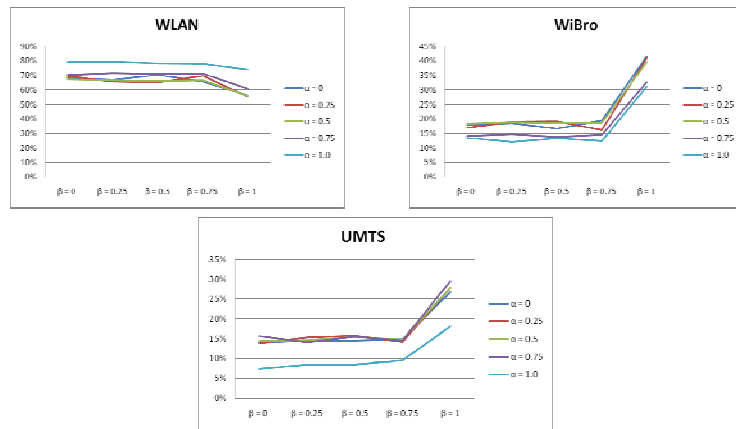 WLAN
90%
80%
70%
60%
50%
40%
30%
20%
10%
0%
β = 0
β = 0.25
β = 0.5
β = 0.75
β = 1
α = 0
α = 0.25
α = 0.5
α = 0.75
α = 1.0
WiBro
45%
40%
35%
30%
25%
20%
15%
10%
5%
0%
β = 0
β = 0.25
β = 0.5
β = 0.75
β = 1
α = 0
α = 0.25
α = 0.5
α = 0.75
α = 1.0
UMTS
35%
30%
25%
20%
15%
10%
5%
0%
β = 0
β = 0.25
β = 0.5
β = 0.75
β = 1
α = 0
α = 0.25
α = 0.5
α = 0.75
α = 1.0